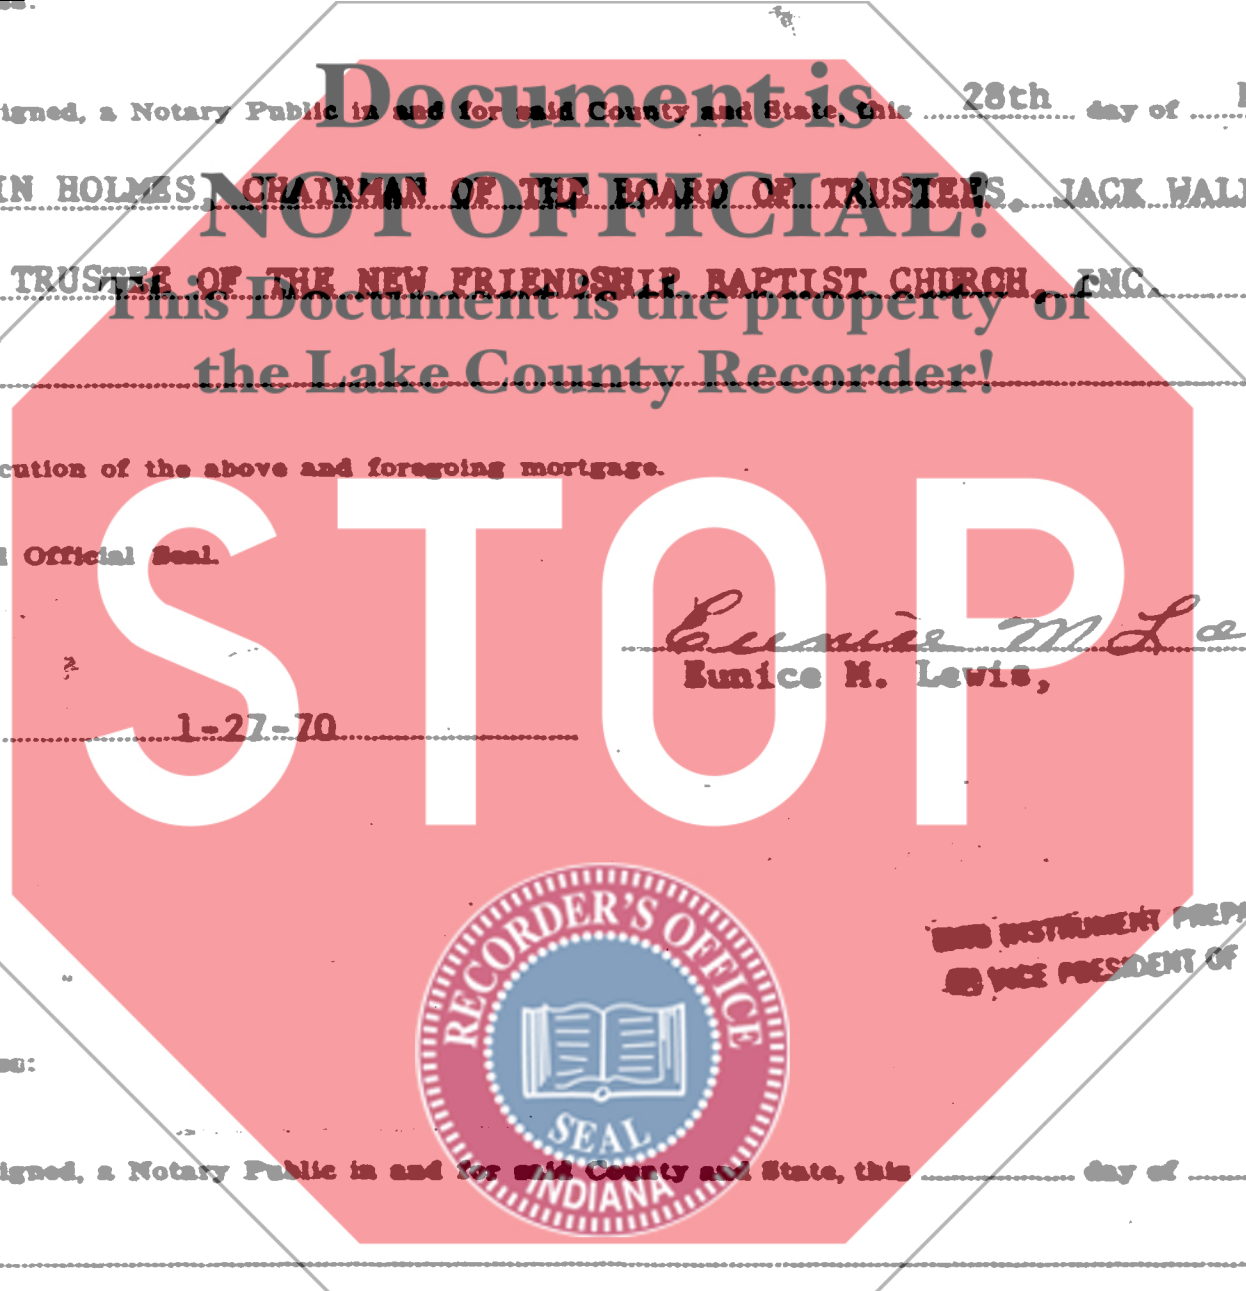 Document is
igned, a Notary Public in and for said County and State, this 28th day of
NOT OFFICIAL!
IN HOLMES, CHAIRMAN OF THE BOARD OF TRUSTEES, JACK WALL
TRUSTEE OF THE NEW FRIENDSHIP BAPTIST CHURCH, INC.
This Document is the property of
the Lake County Recorder!
cution of the above and foregoing mortgage.
STOP
l Official Seal.
Eunice M Le
Eunice M. Lewis,
1-27-70
RECORDER'S OFFICE
INSTRUMENT PREPA
VICE PRESIDENT OF
SEAL
INDIANA
igned, a Notary Public in and for said County and State, this day of